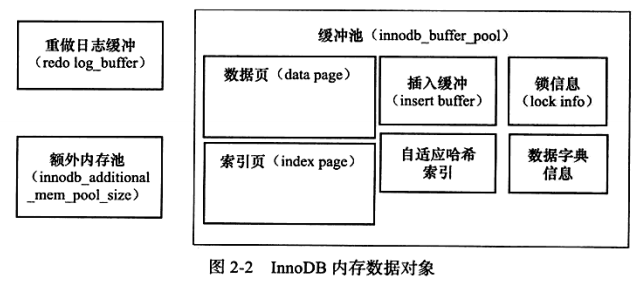 重做日志缓冲
（redo log_buffer）
额外内存池
（innodb_additional
_mem_pool_size）
缓冲池（innodb_buffer_pool）
数据页（data page）
插入缓冲
（insert buffer）
锁信息
（lock info）
索引页（index page）
自适应哈希
索引
数据字典
信息
图 2-2 InnoDB 内存数据对象